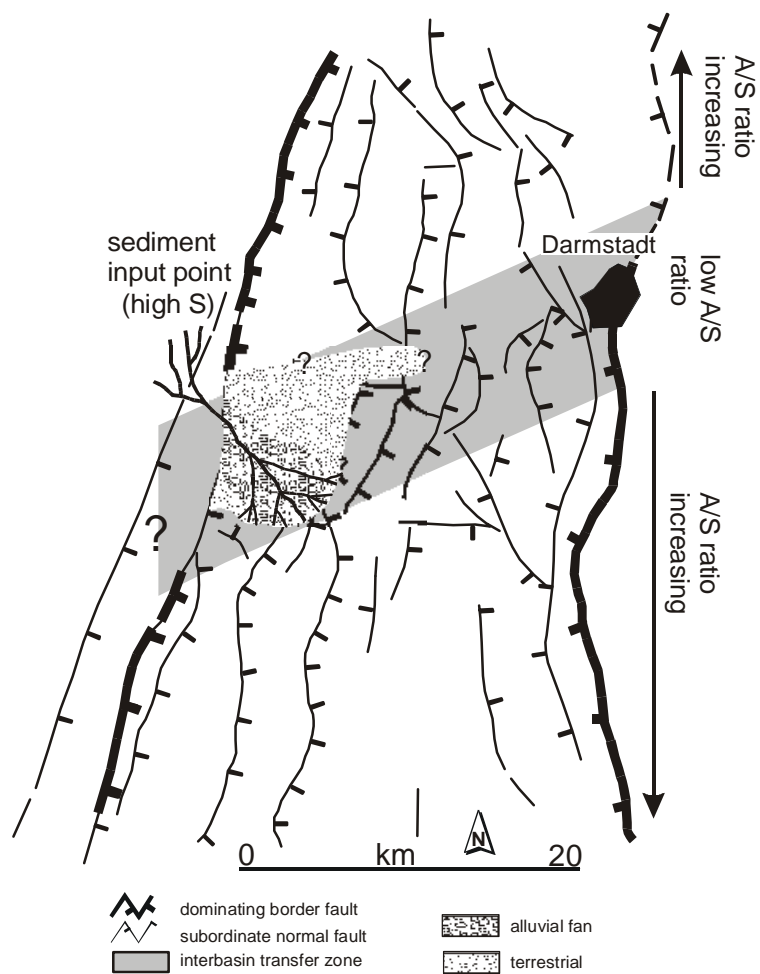 A/S ratio
increasing
sediment
input point
(high S)
Darmstadt
low A/S
ratio
?
?
?
A/S ratio
increasing
N
0 km 20
dominating border fault
subordinate normal fault
interbasin transfer zone
alluvial fan
terrestrial